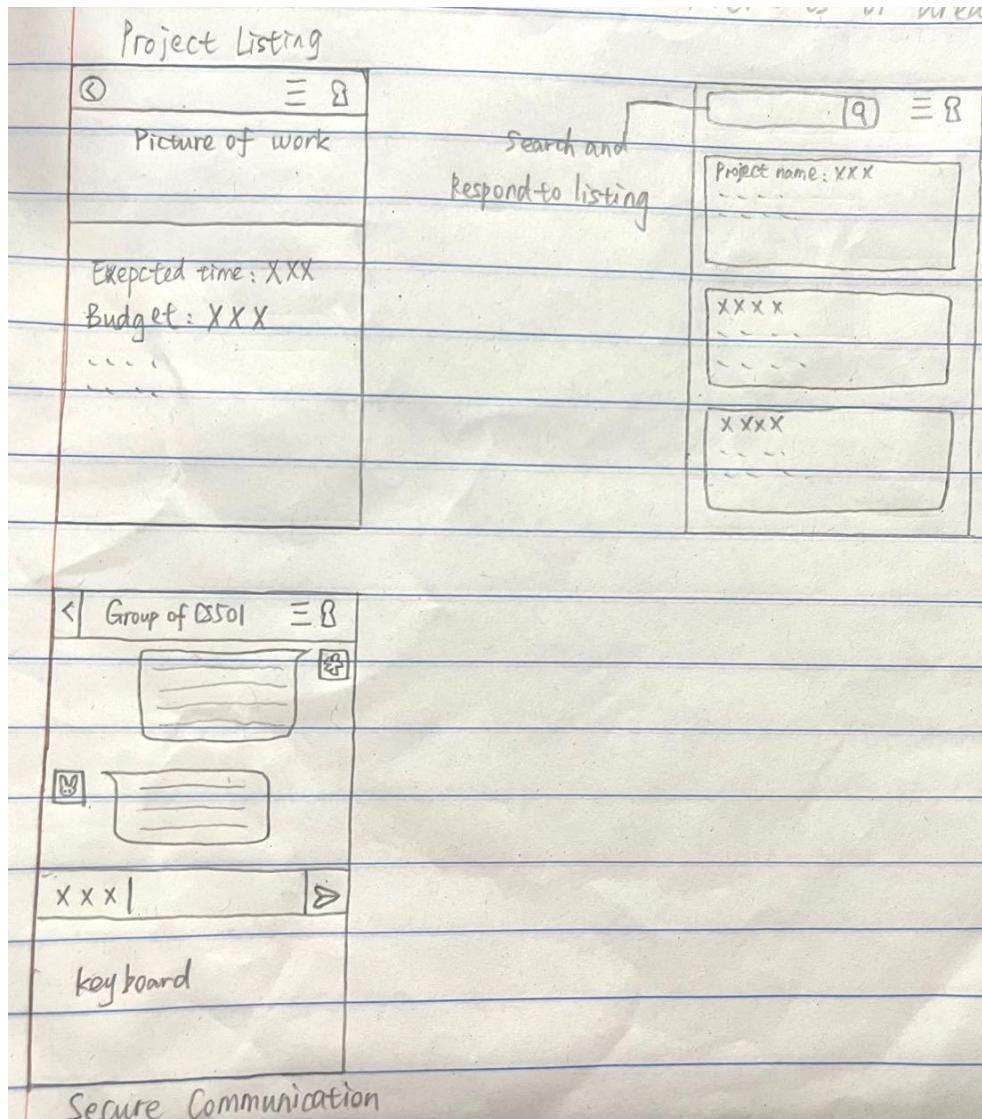 Project Listing
Picture of work
Exepcted time: XXX
Budget: XXX
Search and
Respond to listing
Project name: XXX
XXXX
XXXX
Group of CS501
XXX
keyboard
Secure Communication